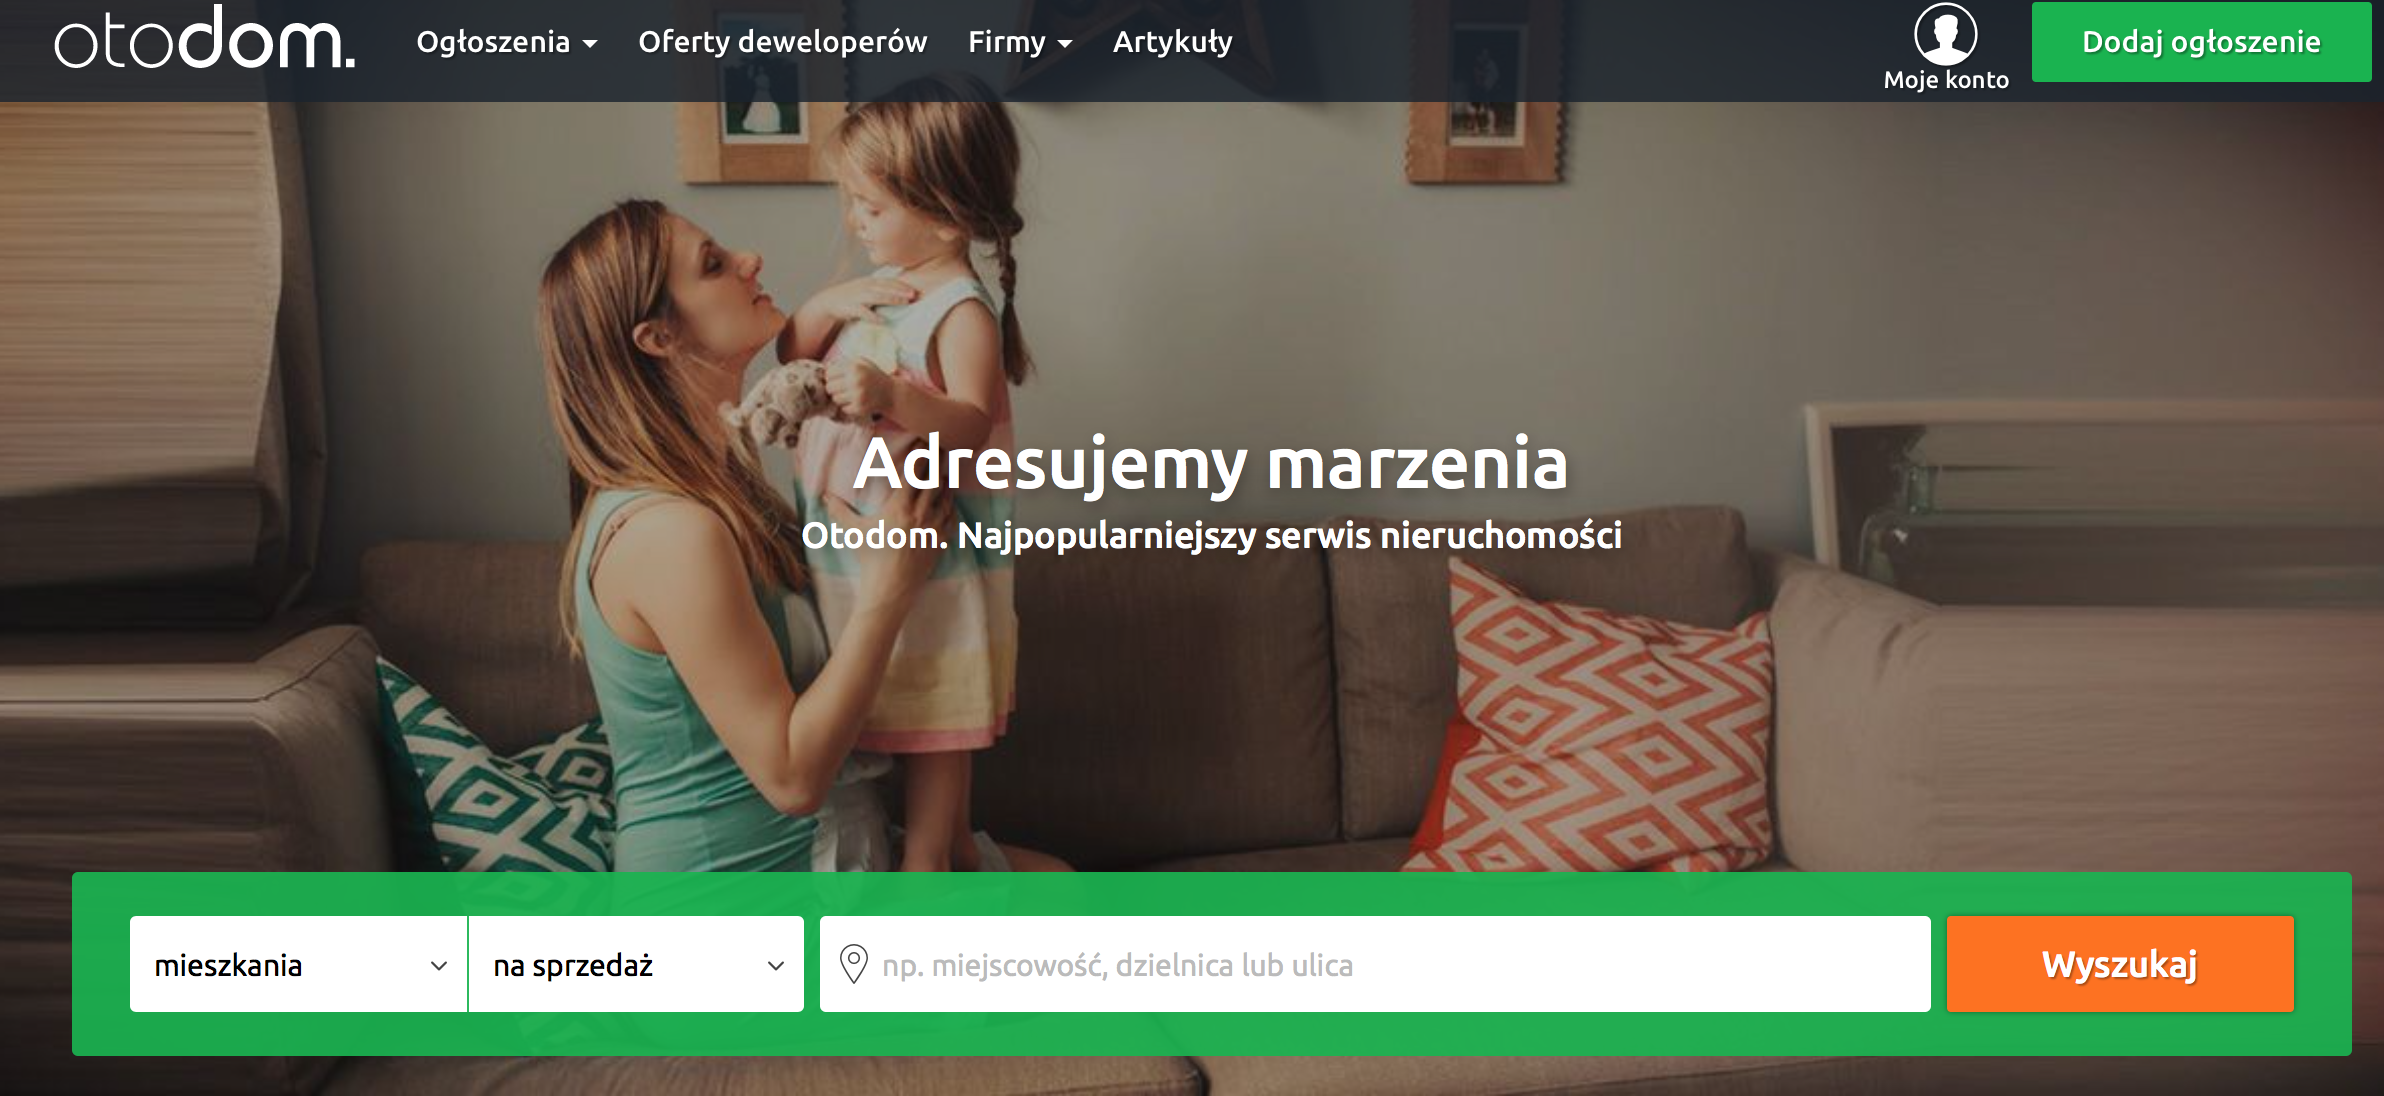 otodom.
Ogłoszenia
Oferty deweloperów
Firmy
Artykuły
Moje konto
Dodaj ogłoszenie
Adresujemy marzenia
Otodom. Najpopularniejszy serwis nieruchomości
mieszkania
na sprzedaż
np. miejscowość, dzielnica lub ulica
Wyszukaj